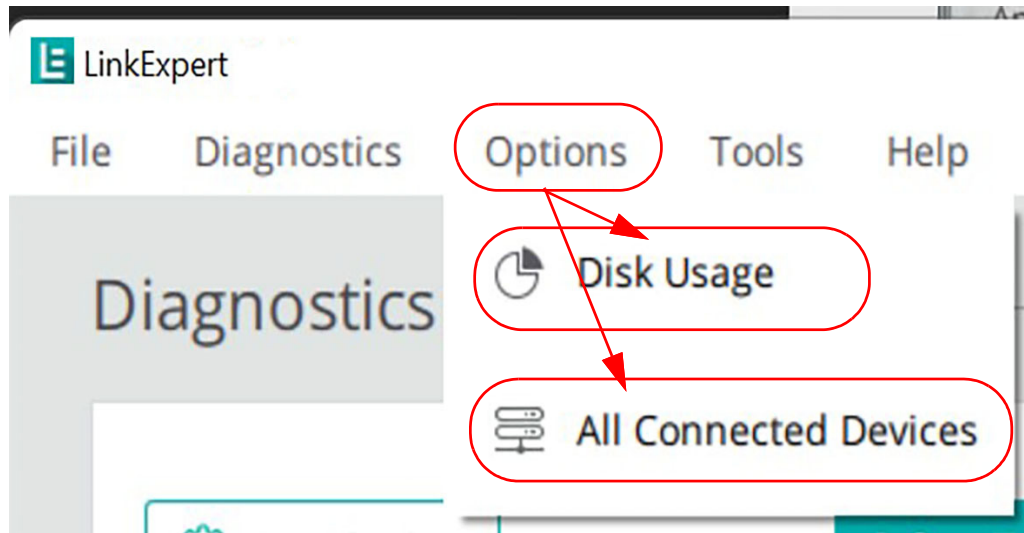 LinkExpert
File Diagnostics Options Tools Help
Disk Usage
Diagnostics
All Connected Devices